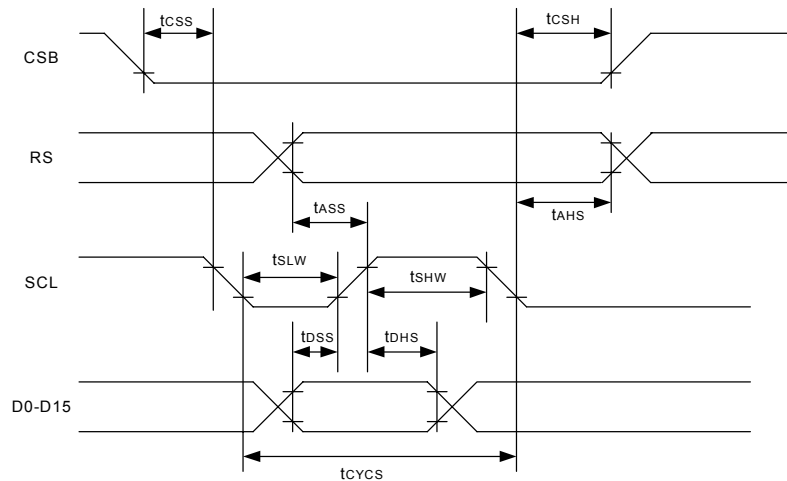 tCSS
tCSH
CSB
RS
tASS
tAHS
SCL
tSLW
tSHW
tDSS
tDHS
D0-D15
tCYCS